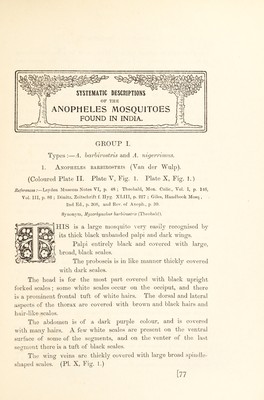 SYSTEMATIC DESCRIPTIONS
OF THE
ANOPHELES MOSQUITOES
FOUND IN INDIA.
GROUP I.
Types:—A. barbirostris and A. nigerrimus.
1. ANOPHELES BARBIROSTRIS (Van der Wulp).
(Coloured Plate II. Plate V, Fig. 1. Plate X, Fig. 1.)
References:—Leyden Museum Notes VI, p. 48; Theobald, Mon. Culic., Vol. I, p. 146,
Vol. III, p. 86; Dönitz, Zeitschrift f. Hyg. XLIII, p. 217; Giles, Handbook Mosq.,
2nd Ed., p. 298, and Rev. of Anoph., p. 39.
Synonym, Myzorhynchus barbirostris (Theobald).
THIS is a large mosquito very easily recognised by
its thick black unbanded palpi and dark wings.
Palpi entirely black and covered with large,
broad, black scales.
The proboscis is in like manner thickly covered
with dark scales.
The head is for the most part covered with black upright
forked scales; some white scales occur on the occiput, and there
is a prominent frontal tuft of white hairs. The dorsal and lateral
aspects of the thorax are covered with brown and black hairs and
hair-like scales.
The abdomen is of a dark purple colour, and is covered
with many hairs. A few white scales are present on the ventral
surface of some of the segments, and on the venter of the last
segment there is a tuft of black scales.
The wing veins are thickly covered with large broad spindle-
shaped scales. (Pl. X, Fig. 1.)
[77